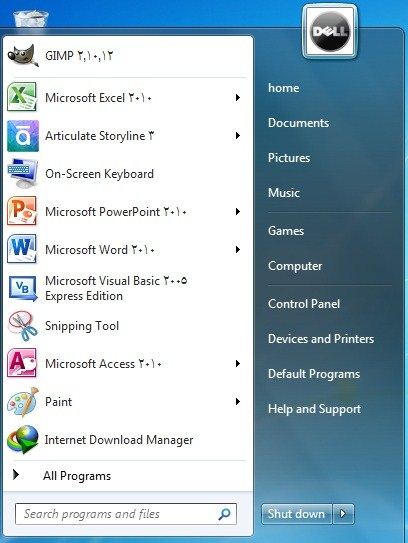 GIMP ۲,۱۰,۱۲
Microsoft Excel ۲۰۱۰
Articulate Storyline ۳
On-Screen Keyboard
Microsoft PowerPoint ۲۰۱۰
Microsoft Word ۲۰۱۰
Microsoft Visual Basic ۲۰۰۵
Express Edition
Snipping Tool
Microsoft Access ۲۰۱۰
Paint
Internet Download Manager
All Programs
Search programs and files
DELL
home
Documents
Pictures
Music
Games
Computer
Control Panel
Devices and Printers
Default Programs
Help and Support
Shut down